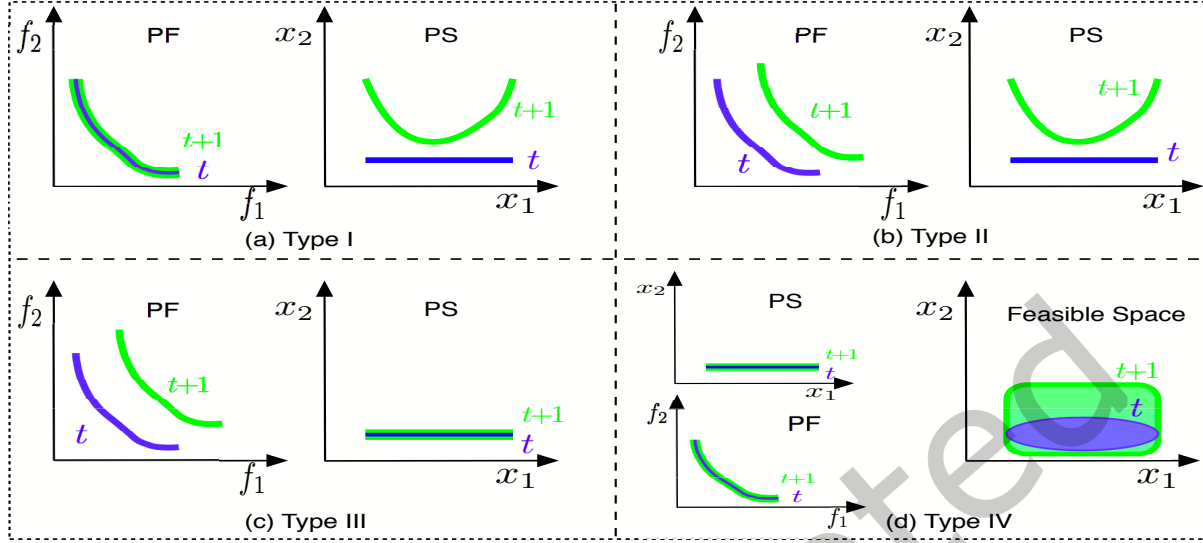 f₂
PF
t+1
t
f₁
x₂
PS
t+1
t
x₁
(a) Type I
f₂
PF
t+1
t
f₁
x₂
PS
t+1
t
x₁
(b) Type II
f₂
PF
t+1
t
f₁
x₂
PS
t+1
t
x₁
(c) Type III
x₂
PS
t+1
t
x₁
f₂
PF
t+1
t
f₁
x₂
Feasible Space
t+1
t
x₁
(d) Type IV
ted